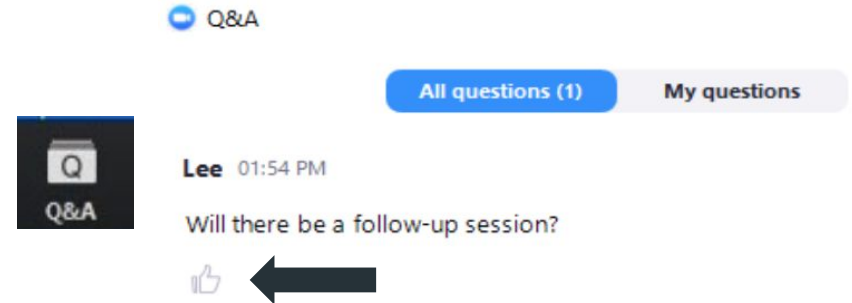 Q&A
All questions (1) My questions
Q
Q&A
Lee 01:54 PM
Will there be a follow-up session?